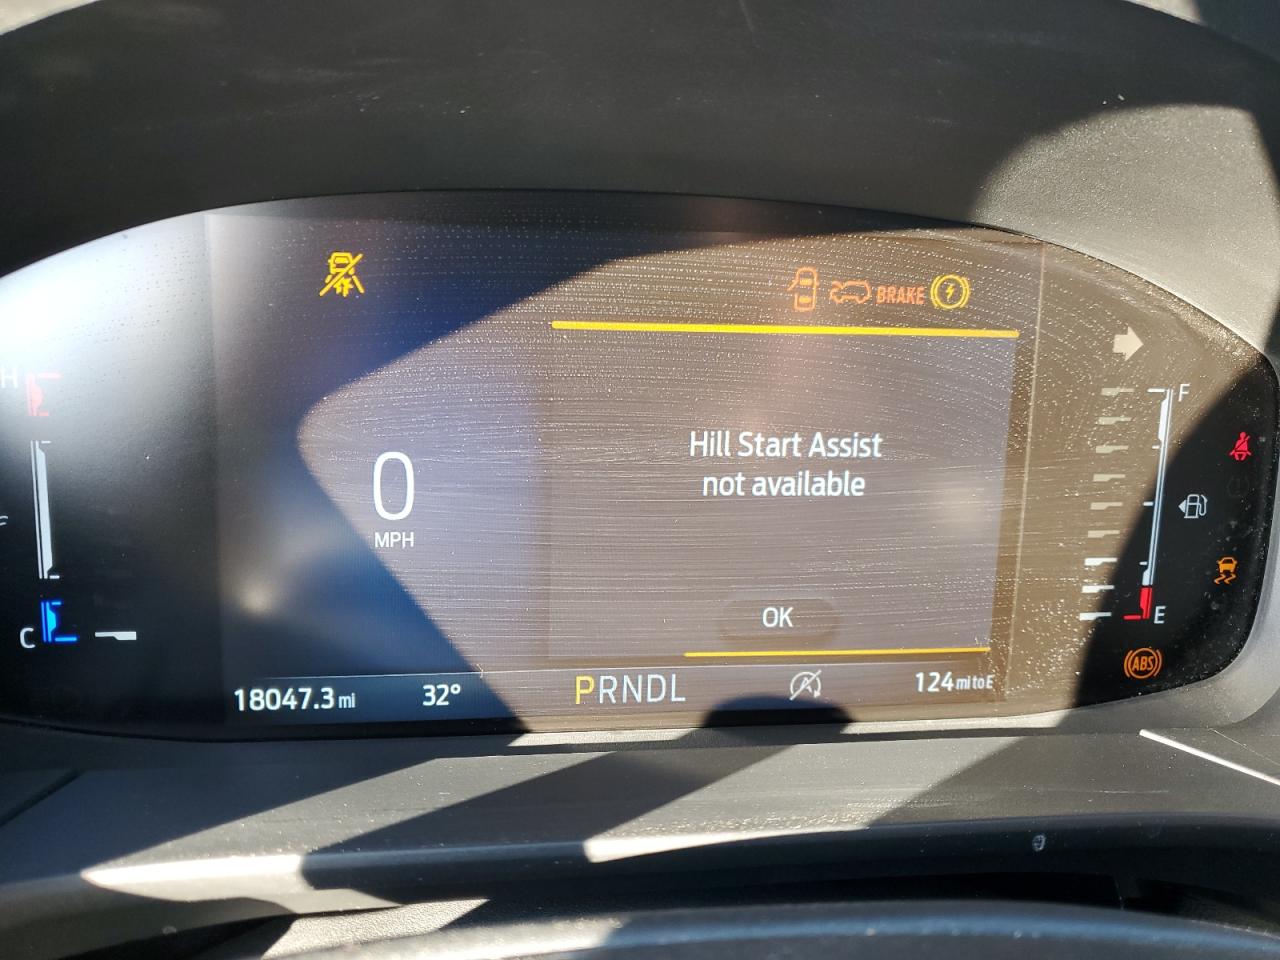 BRAKE
H
F
Hill Start Assist
not available
0
MPH
OK
E
C
ABS
18047.3 mi
32°
PRNDL
124 mi to E